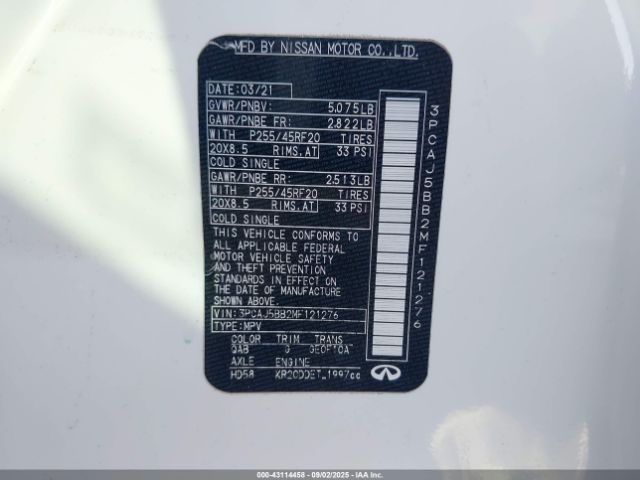 MFD BY NISSAN MOTOR CO.,LTD.
DATE: 03/21
GVWR/PNBV: 5,075LB
GAWR/PNBE FR: 2,822LB
WITH P255/45RF20 TIRES
20X8.5 RIMS,AT 33 PSI
COLD SINGLE
GAWR/PNBE RR: 2,513LB
WITH P255/45RF20 TIRES
20X8.5 RIMS,AT 33 PSI
COLD SINGLE
THIS VEHICLE CONFORMS TO
ALL APPLICABLE FEDERAL
MOTOR VEHICLE SAFETY
AND THEFT PREVENTION
STANDARDS IN EFFECT ON
THE DATE OF MANUFACTURE
SHOWN ABOVE.
VIN: 3PCAJ5BB2MF121276
TYPE: MPV
COLOR TRIM TRANS
QAB G GE0F10A
AXLE ENGINE
HD58 KR20DDET 1997cc
3PCAJ5BB2MF121276
000-43114458 - 09/02/2025 - COPYRIGHT IAA, LLC.